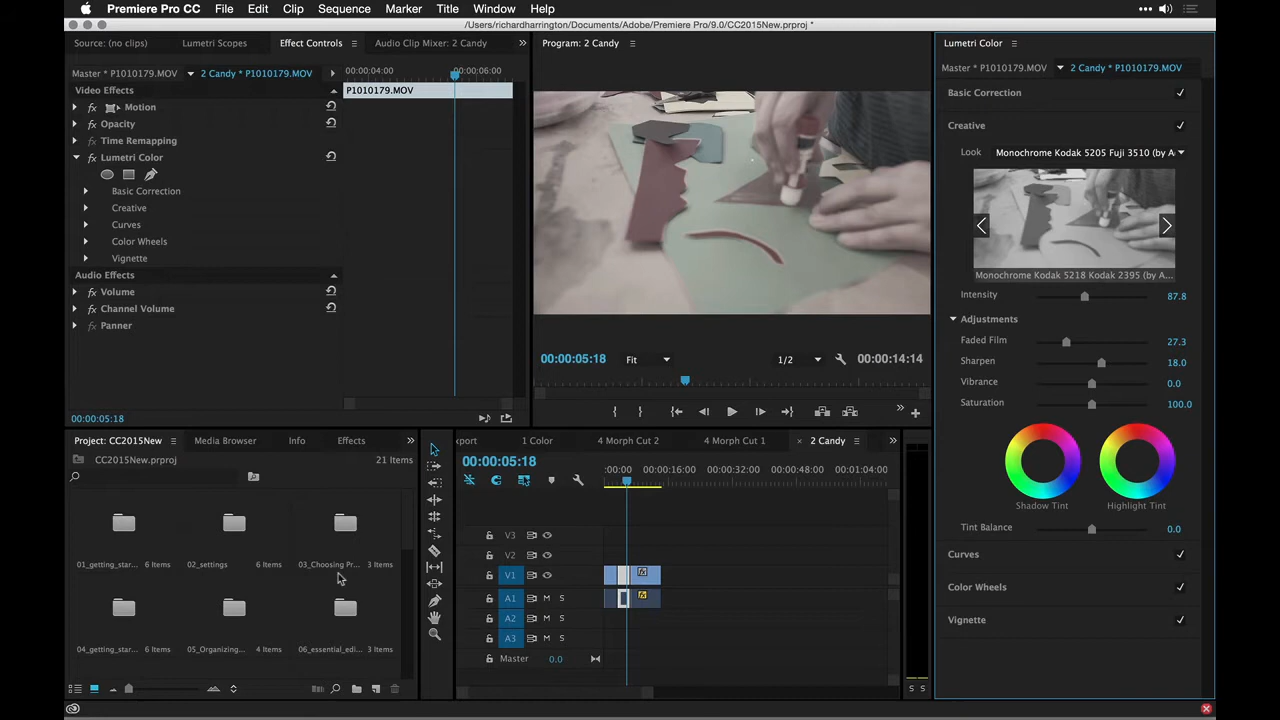 Premiere Pro CC File Edit Clip Sequence Marker Title Window Help
/Users/richardharrington/Documents/Adobe/Premiere Pro/9.0/CC2015New.prproj *
Source: (no clips) Lumetri Scopes Effect Controls Audio Clip Mixer: 2 Candy
Master * P1010179.MOV 2 Candy * P1010179.MOV
00:00:04:00 00:00:06:00
Video Effects
P1010179.MOV
fx Motion
fx Opacity
Time Remapping
fx Lumetri Color
Basic Correction
Creative
Curves
Color Wheels
Vignette
Audio Effects
fx Volume
fx Channel Volume
fx Panner
00:00:05:18
Program: 2 Candy
00:00:05:18 Fit 1/2 00:00:14:14
Lumetri Color
Master * P1010179.MOV 2 Candy * P1010179.MOV
Basic Correction
Creative
Look Monochrome Kodak 5205 Fuji 3510 (by A
Monochrome Kodak 5218 Kodak 2395 (by A...
Intensity 87.8
Adjustments
Faded Film 27.3
Sharpen 18.0
Vibrance 0.0
Saturation 100.0
Shadow Tint Highlight Tint
Tint Balance 0.0
Curves
Color Wheels
Vignette
Project: CC2015New Media Browser Info Effects
CC2015New.prproj 21 Items
01_getting_star... 6 Items 02_settings 6 Items 03_Choosing Pr... 3 Items
04_getting_star... 6 Items 05_Organizing... 4 Items 06_essential_edi... 3 Items
xport 1 Color 4 Morph Cut 2 4 Morph Cut 1 × 2 Candy
00:00:05:18
:00:00 00:00:16:00 00:00:32:00 00:00:48:00 00:01:04:00
V3
V2
V1 fx
A1 M S fx
A2 M S
A3 M S
Master 0.0
S S